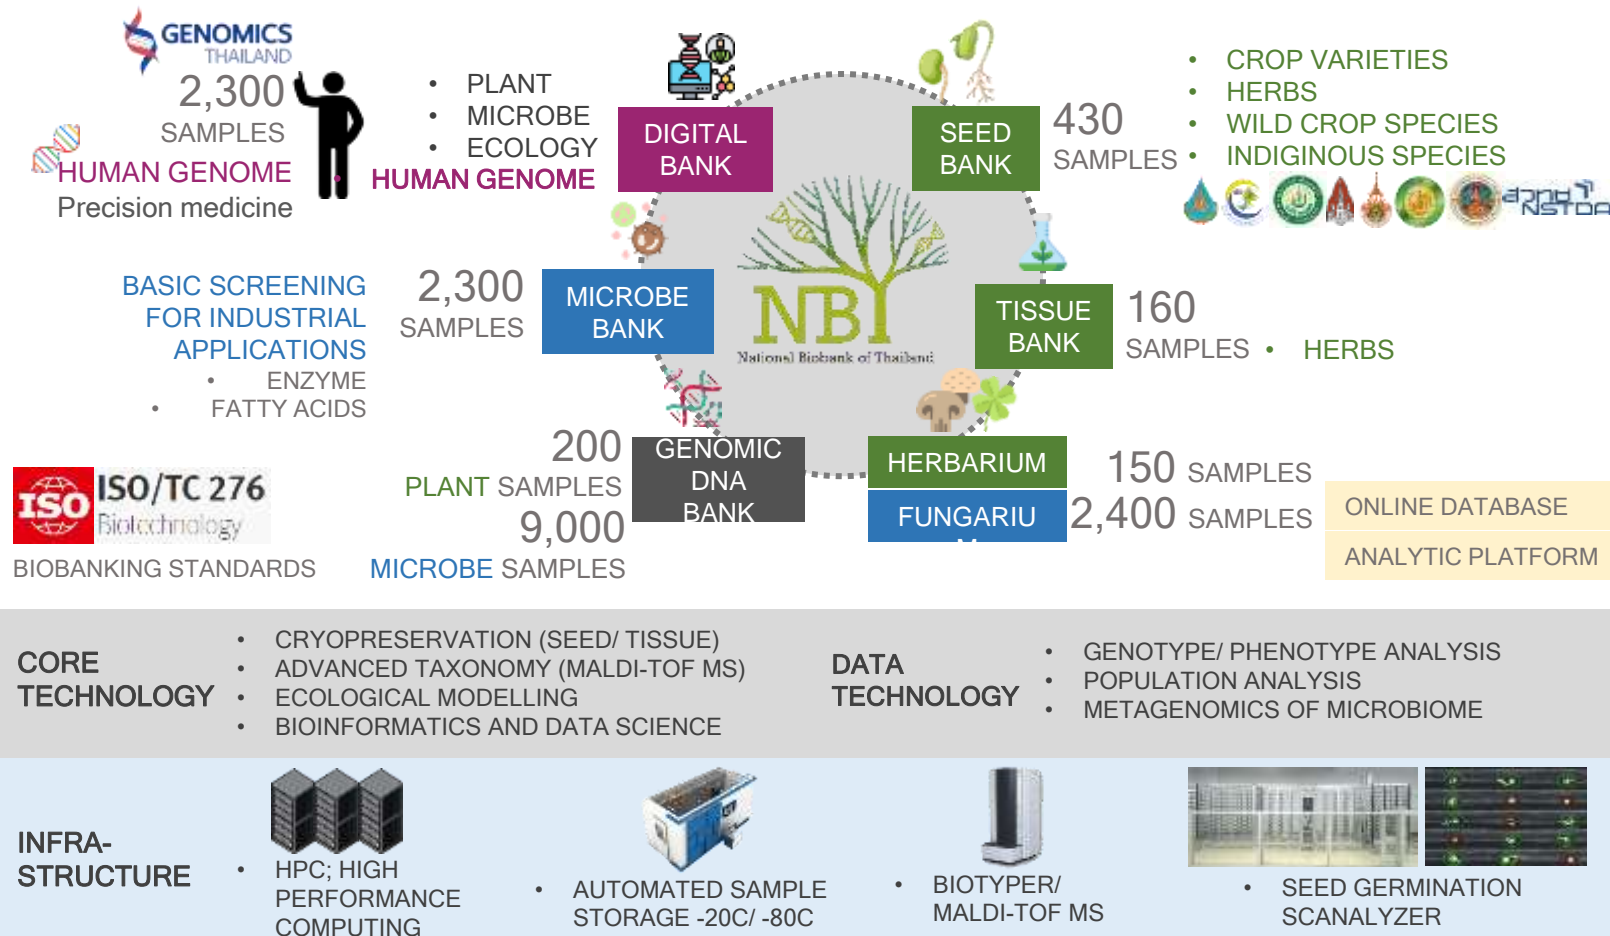 GENOMICS
THAILAND
2,300
SAMPLES
HUMAN GENOME
Precision medicine
• PLANT
• MICROBE
• ECOLOGY
• HUMAN GENOME
DIGITAL
BANK
SEED
BANK
430
SAMPLES
• CROP VARIETIES
• HERBS
• WILD CROP SPECIES
• INDIGINOUS SPECIES
สวทช
NSTDA
BASIC SCREENING
FOR INDUSTRIAL
APPLICATIONS
• ENZYME
• FATTY ACIDS
2,300
SAMPLES
MICROBE
BANK
NBT
National Biobank of Thailand
TISSUE
BANK
160
SAMPLES
• HERBS
ISO
ISO/TC 276
Biotechnology
BIOBANKING STANDARDS
200
PLANT SAMPLES
9,000
MICROBE SAMPLES
GENOMIC
DNA
BANK
HERBARIUM
150 SAMPLES
FUNGARIU
M
2,400 SAMPLES
ONLINE DATABASE
ANALYTIC PLATFORM
CORE
TECHNOLOGY
• CRYOPRESERVATION (SEED/ TISSUE)
• ADVANCED TAXONOMY (MALDI-TOF MS)
• ECOLOGICAL MODELLING
• BIOINFORMATICS AND DATA SCIENCE
DATA
TECHNOLOGY
• GENOTYPE/ PHENOTYPE ANALYSIS
• POPULATION ANALYSIS
• METAGENOMICS OF MICROBIOME
INFRA-
STRUCTURE
• HPC; HIGH
PERFORMANCE
COMPUTING
• AUTOMATED SAMPLE
STORAGE -20C/ -80C
• BIOTYPER/
MALDI-TOF MS
• SEED GERMINATION
SCANALYZER